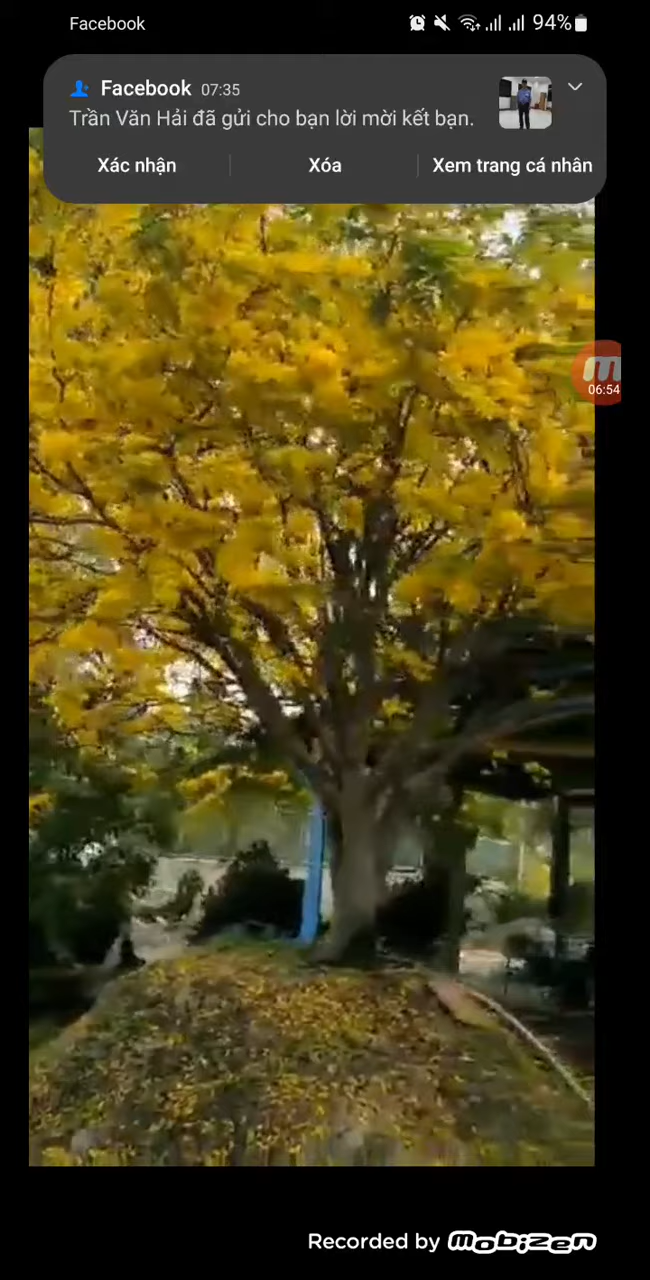 Facebook 94%
Facebook 07:35
Trần Văn Hải đã gửi cho bạn lời mời kết bạn.
Xác nhận Xóa Xem trang cá nhân
06:54
Recorded by mobizen